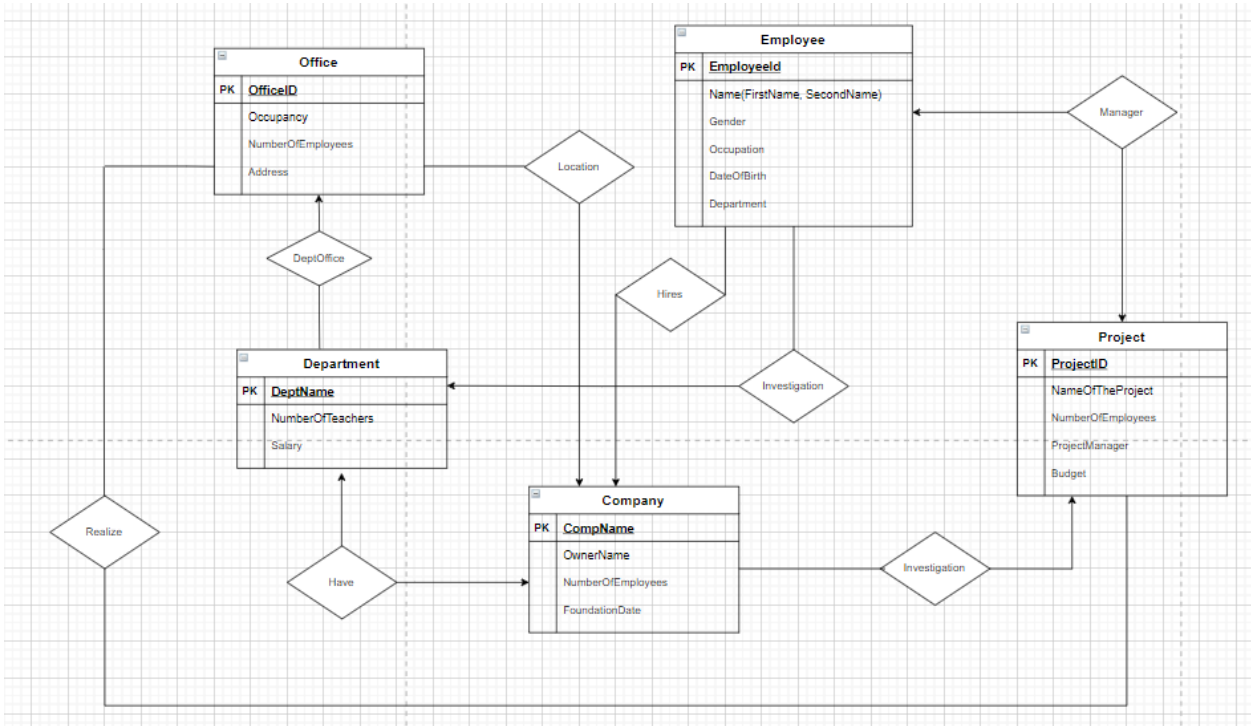 Office
PK OfficeID
Occupancy
NumberOfEmployees
Address
Employee
PK EmployeeId
Name(FirstName, SecondName)
Gender
Occupation
DateOfBirth
Department
Manager
Location
DeptOffice
Hires
Investigation
Department
PK DeptName
NumberOfTeachers
Salary
Project
PK ProjectID
NameOfTheProject
NumberOfEmployees
ProjectManager
Budget
Realize
Have
Company
PK CompName
OwnerName
NumberOfEmployees
FoundationDate
Investigation